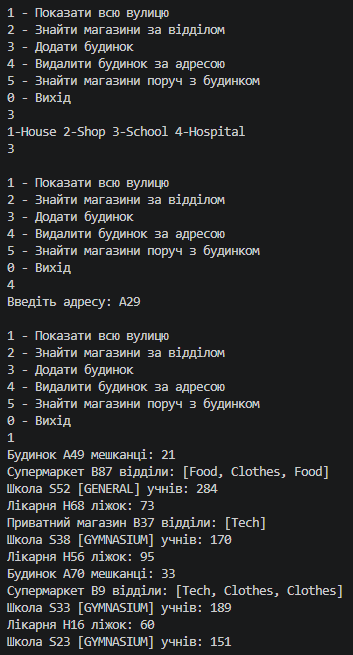 1 - Показати всю вулицю
2 - Знайти магазини за відділом
3 - Додати будинок
4 - Видалити будинок за адресою
5 - Знайти магазини поруч з будинком
0 - Вихід
3
1-House 2-Shop 3-School 4-Hospital
3

1 - Показати всю вулицю
2 - Знайти магазини за відділом
3 - Додати будинок
4 - Видалити будинок за адресою
5 - Знайти магазини поруч з будинком
0 - Вихід
4
Введіть адресу: A29

1 - Показати всю вулицю
2 - Знайти магазини за відділом
3 - Додати будинок
4 - Видалити будинок за адресою
5 - Знайти магазини поруч з будинком
0 - Вихід
1
Будинок A49 мешканці: 21
Супермаркет B87 відділи: [Food, Clothes, Food]
Школа S52 [GENERAL] учнів: 284
Лікарня H68 ліжок: 73
Приватний магазин B37 відділи: [Tech]
Школа S38 [GYMNASIUM] учнів: 170
Лікарня H56 ліжок: 95
Будинок A70 мешканці: 33
Супермаркет B9 відділи: [Tech, Clothes, Clothes]
Школа S33 [GYMNASIUM] учнів: 189
Лікарня H16 ліжок: 60
Школа S23 [GYMNASIUM] учнів: 151